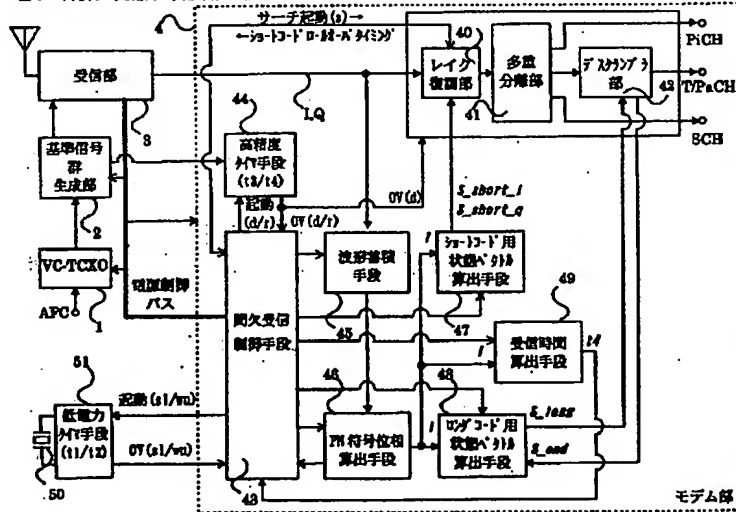 4
サーチ起動(s)→
←ショートコードロールオーバタイミング
40
PiCH
受信部
レイク
復調部
多重
分離部
デスクランブラ
部
42
T/PaCH
41
I,Q
3
44
SCH
高精度
タイマ手段
(t3/t4)
基準信号
群
生成部
起動
(d/r)
OV(d/r)
OV(d)
S_short_i
S_short_q
2
VC-TCXO
電源制御
バス
波形蓄積
手段
I
ショートコード用
状態ベクトル
算出手段
49
AFC
1
間欠受信
制御手段
45
47
受信時間
算出手段
t4
I
51
46
48
起動(sl/wu)
低電力
タイマ手段
(t1/t2)
PN符号位相
算出手段
I
ロングコード用
状態ベクトル
算出手段
S_long
S_end
OV(sl/wu)
50
43
モデム部